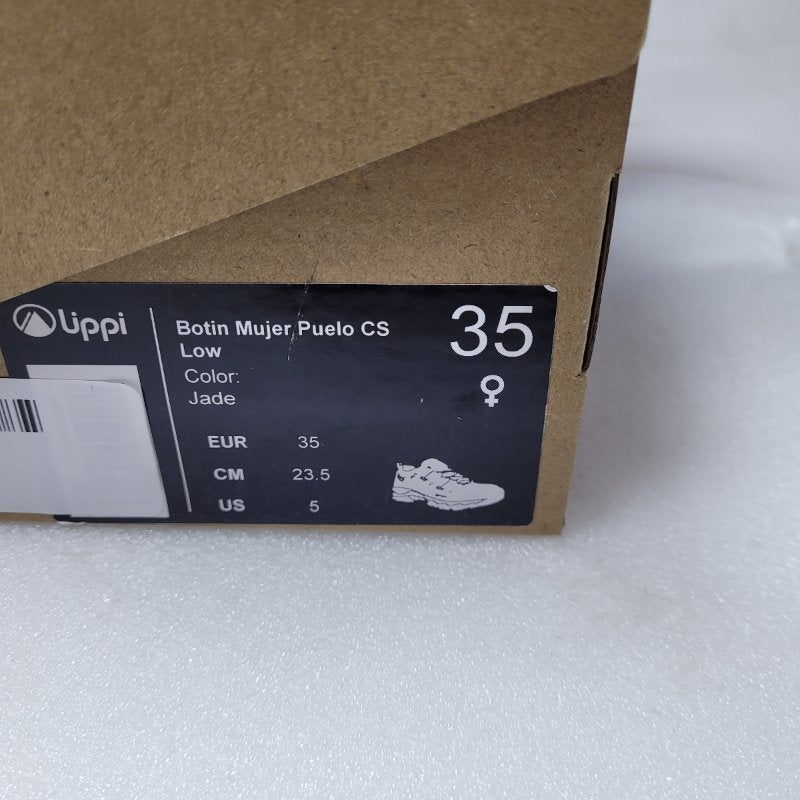 Lippi
Botin Mujer Puelo CS
Low
Color:
Jade
35
EUR 35
CM 23.5
US 5